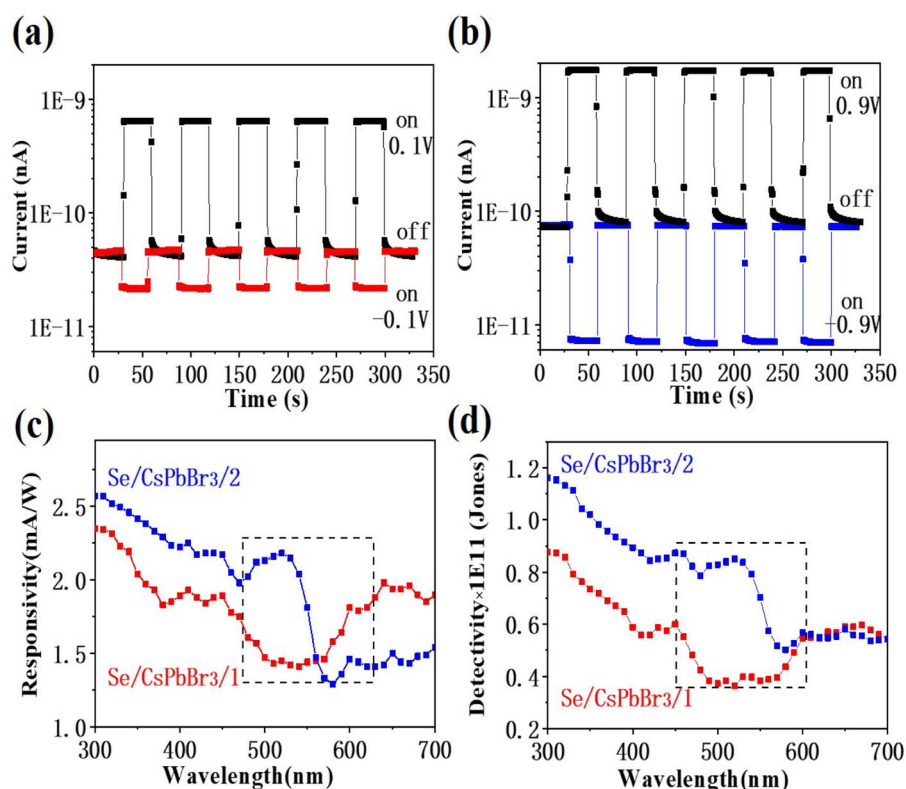 (a)
Current (nA)
1E-9
1E-10
1E-11
on
0.1V
off
on
-0.1V
0 50 100 150 200 250 300 350
Time (s)
(b)
Current (nA)
1E-9
1E-10
1E-11
on
0.9V
off
on
-0.9V
0 50 100 150 200 250 300 350
Time (s)
(c)
Responsivity(mA/W)
2.5
2.0
1.5
1.0
Se/CsPbBr3/2
Se/CsPbBr3/1
300 400 500 600 700
Wavelength(nm)
(d)
Detectivity×1E11 (Jones)
1.2
1.0
0.8
0.6
0.4
0.2
Se/CsPbBr3/2
Se/CsPbBr3/1
300 400 500 600 700
Wavelength(nm)